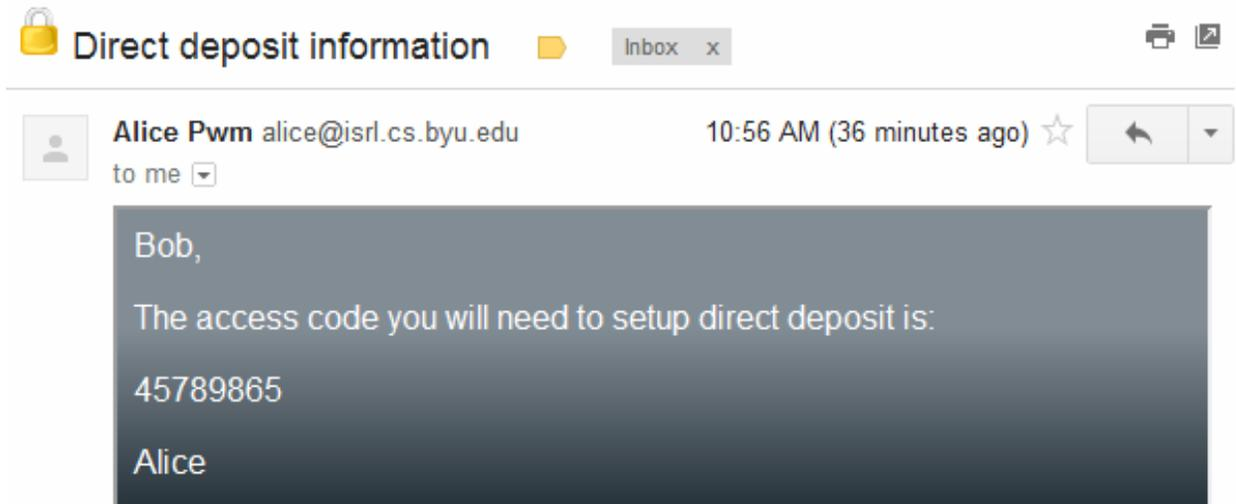 Direct deposit information Inbox x
Alice Pwm alice@isrl.cs.byu.edu 10:56 AM (36 minutes ago)
to me
Bob,
The access code you will need to setup direct deposit is:
45789865
Alice